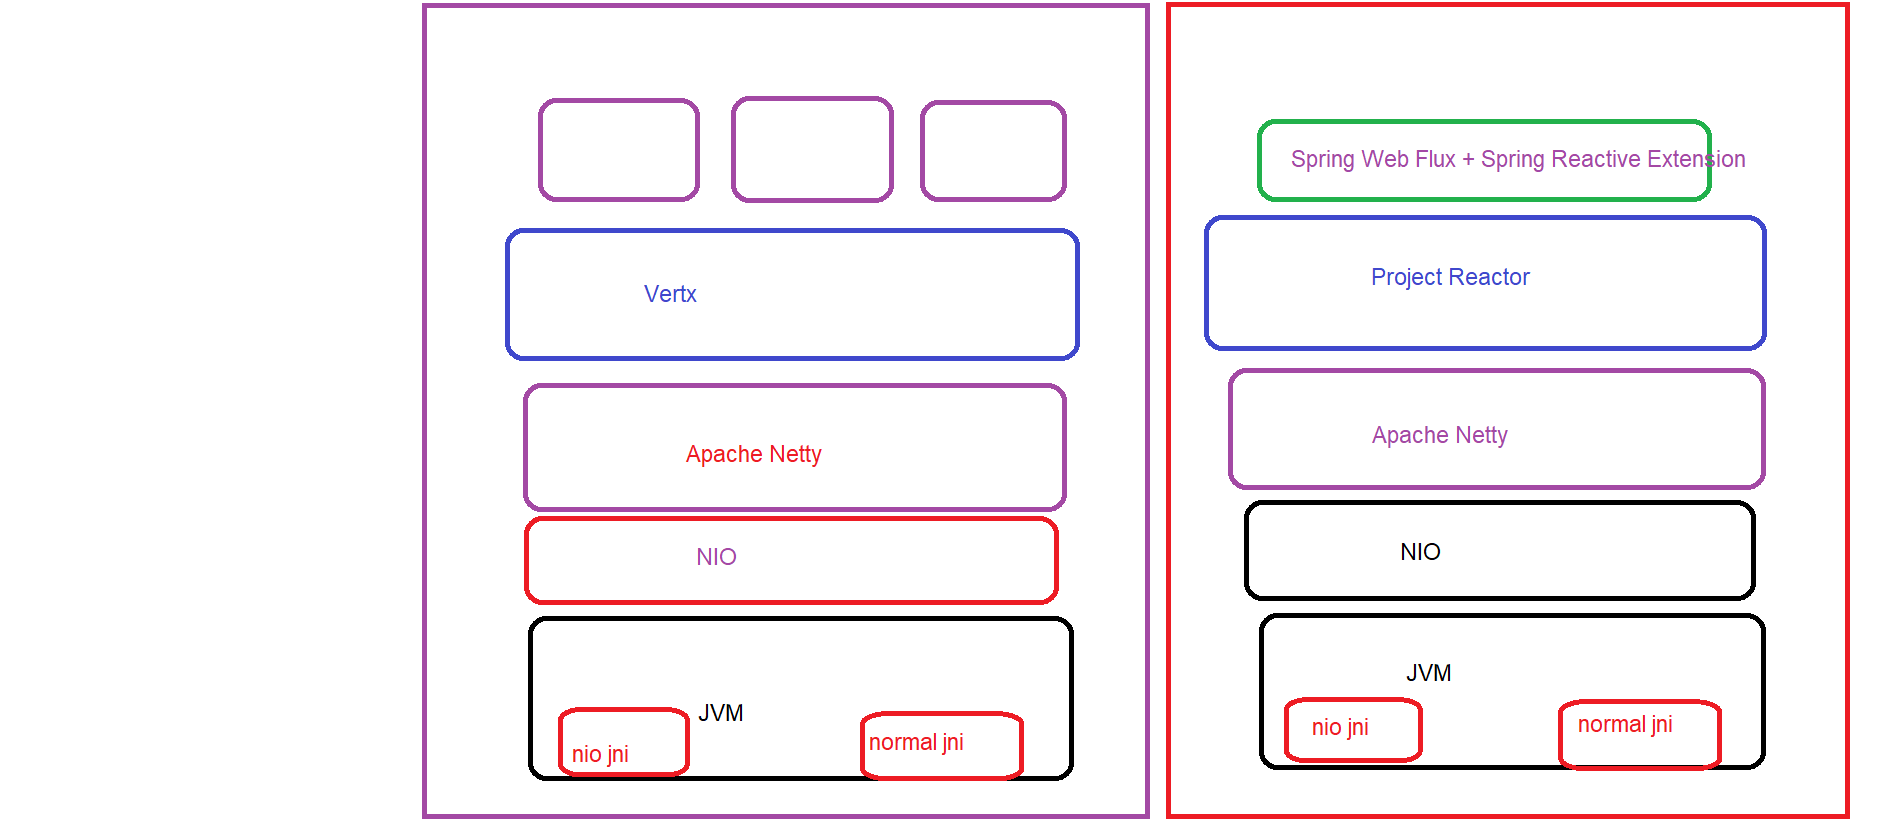 Vertx
Apache Netty
NIO
JVM
nio jni
normal jni
Spring Web Flux + Spring Reactive Extension
Project Reactor
Apache Netty
NIO
JVM
nio jni
normal jni